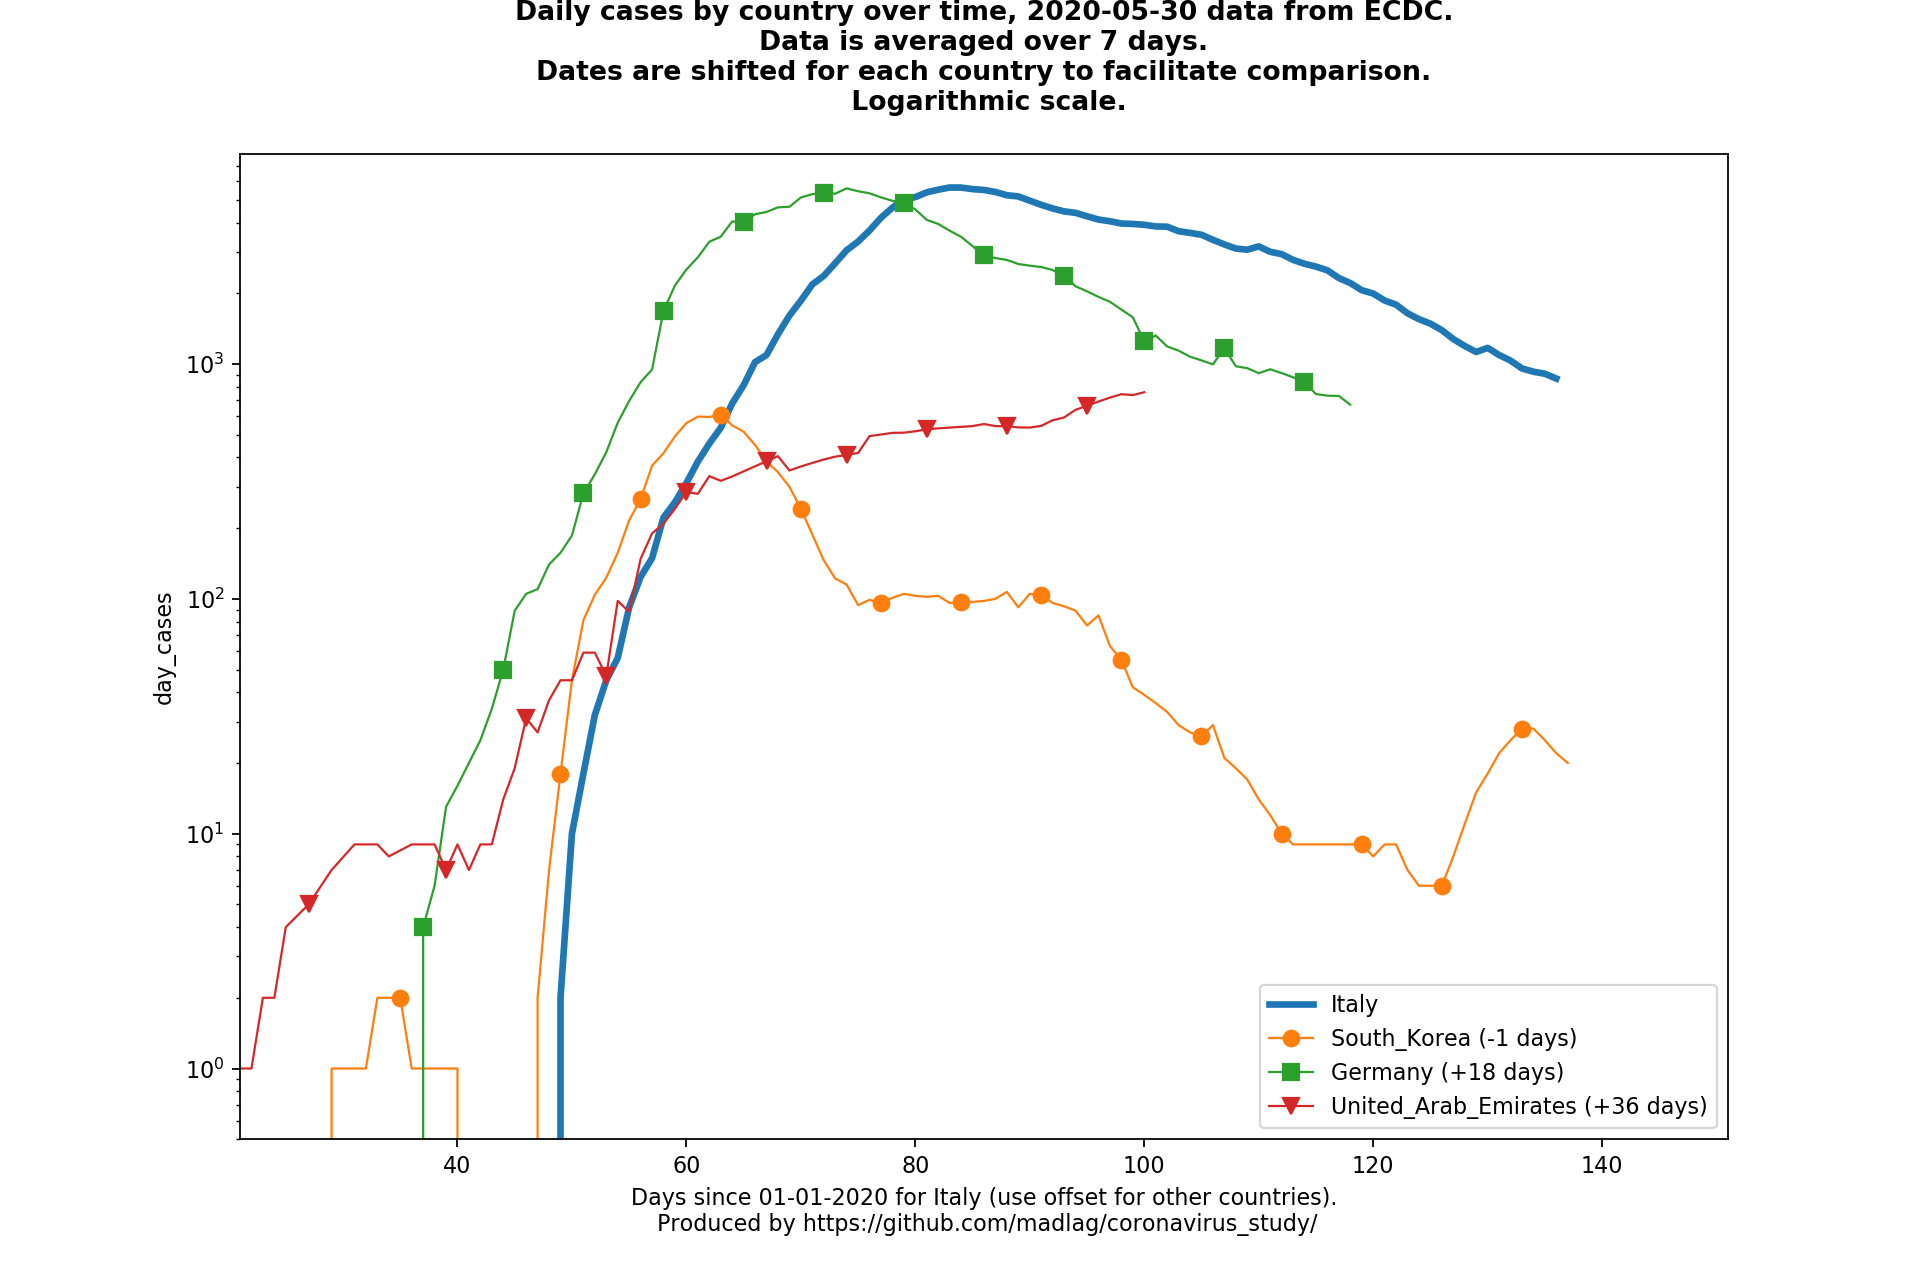 Daily cases by country over time, 2020-05-30 data from ECDC.
Data is averaged over 7 days.
Dates are shifted for each country to facilitate comparison.
Logarithmic scale.
day_cases
10³
10²
10¹
10⁰
40 60 80 100 120 140
Italy
South_Korea (-1 days)
Germany (+18 days)
United_Arab_Emirates (+36 days)
Days since 01-01-2020 for Italy (use offset for other countries).
Produced by https://github.com/madlag/coronavirus_study/